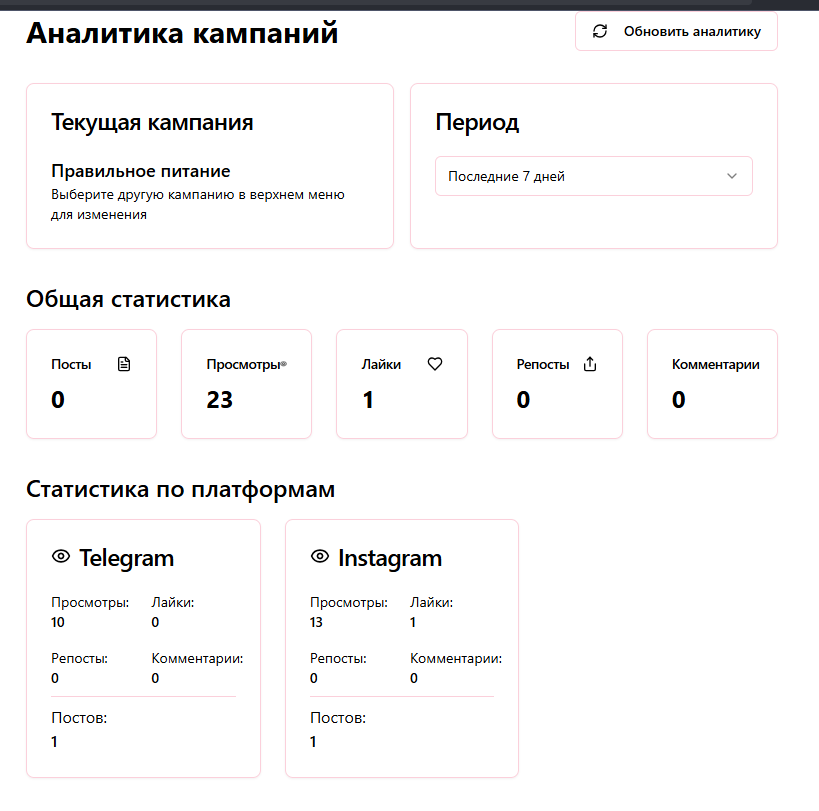 Аналитика кампаний
Обновить аналитику
Текущая кампания
Правильное питание
Выберите другую кампанию в верхнем меню
для изменения
Период
Последние 7 дней
Общая статистика
Посты
0
Просмотры
23
Лайки
1
Репосты
0
Комментарии
0
Статистика по платформам
Telegram
Просмотры: Лайки:
10 0
Репосты: Комментарии:
0 0
Постов:
1
Instagram
Просмотры: Лайки:
13 1
Репосты: Комментарии:
0 0
Постов:
1